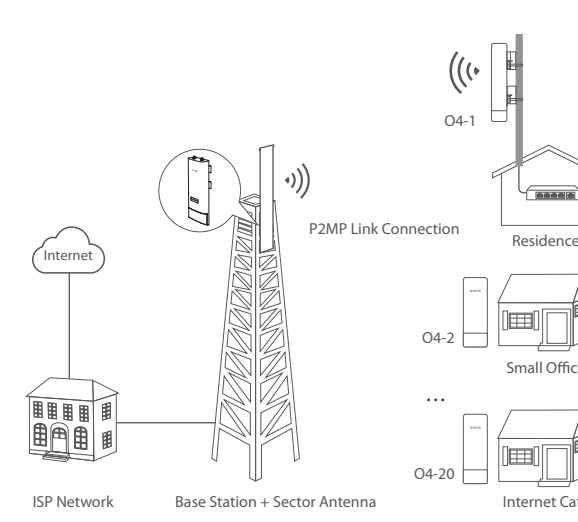 O4-1
P2MP Link Connection
Residence
Internet
O4-2
Small Offic
...
O4-20
ISP Network
Base Station + Sector Antenna
Internet Caf